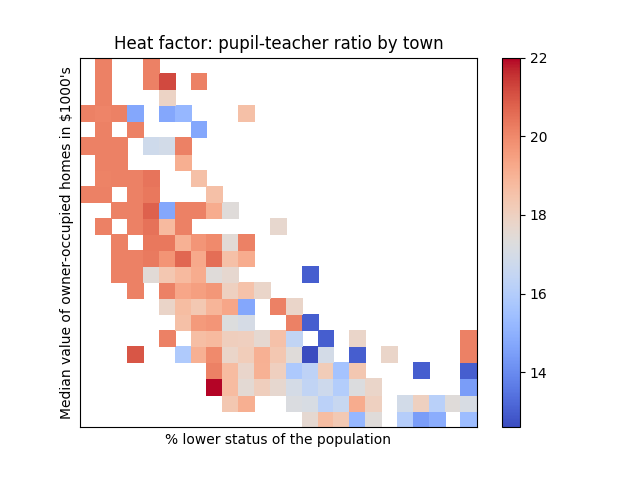 Heat factor: pupil-teacher ratio by town
Median value of owner-occupied homes in $1000's
% lower status of the population
22
20
18
16
14